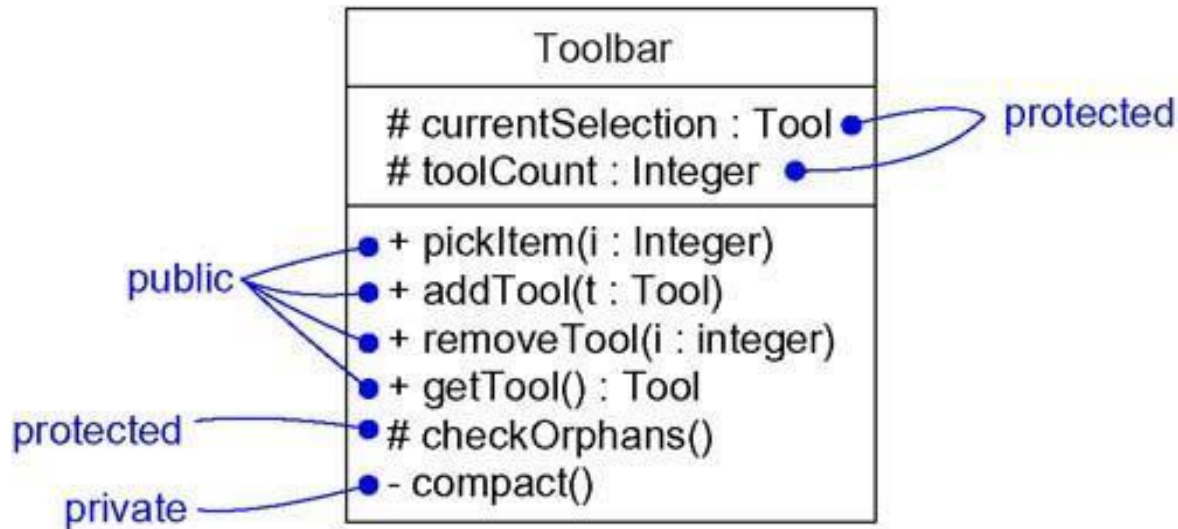 Toolbar
# currentSelection : Tool
protected
# toolCount : Integer
+ pickItem(i : Integer)
public
+ addTool(t : Tool)
+ removeTool(i : integer)
+ getTool() : Tool
protected
# checkOrphans()
- compact()
private